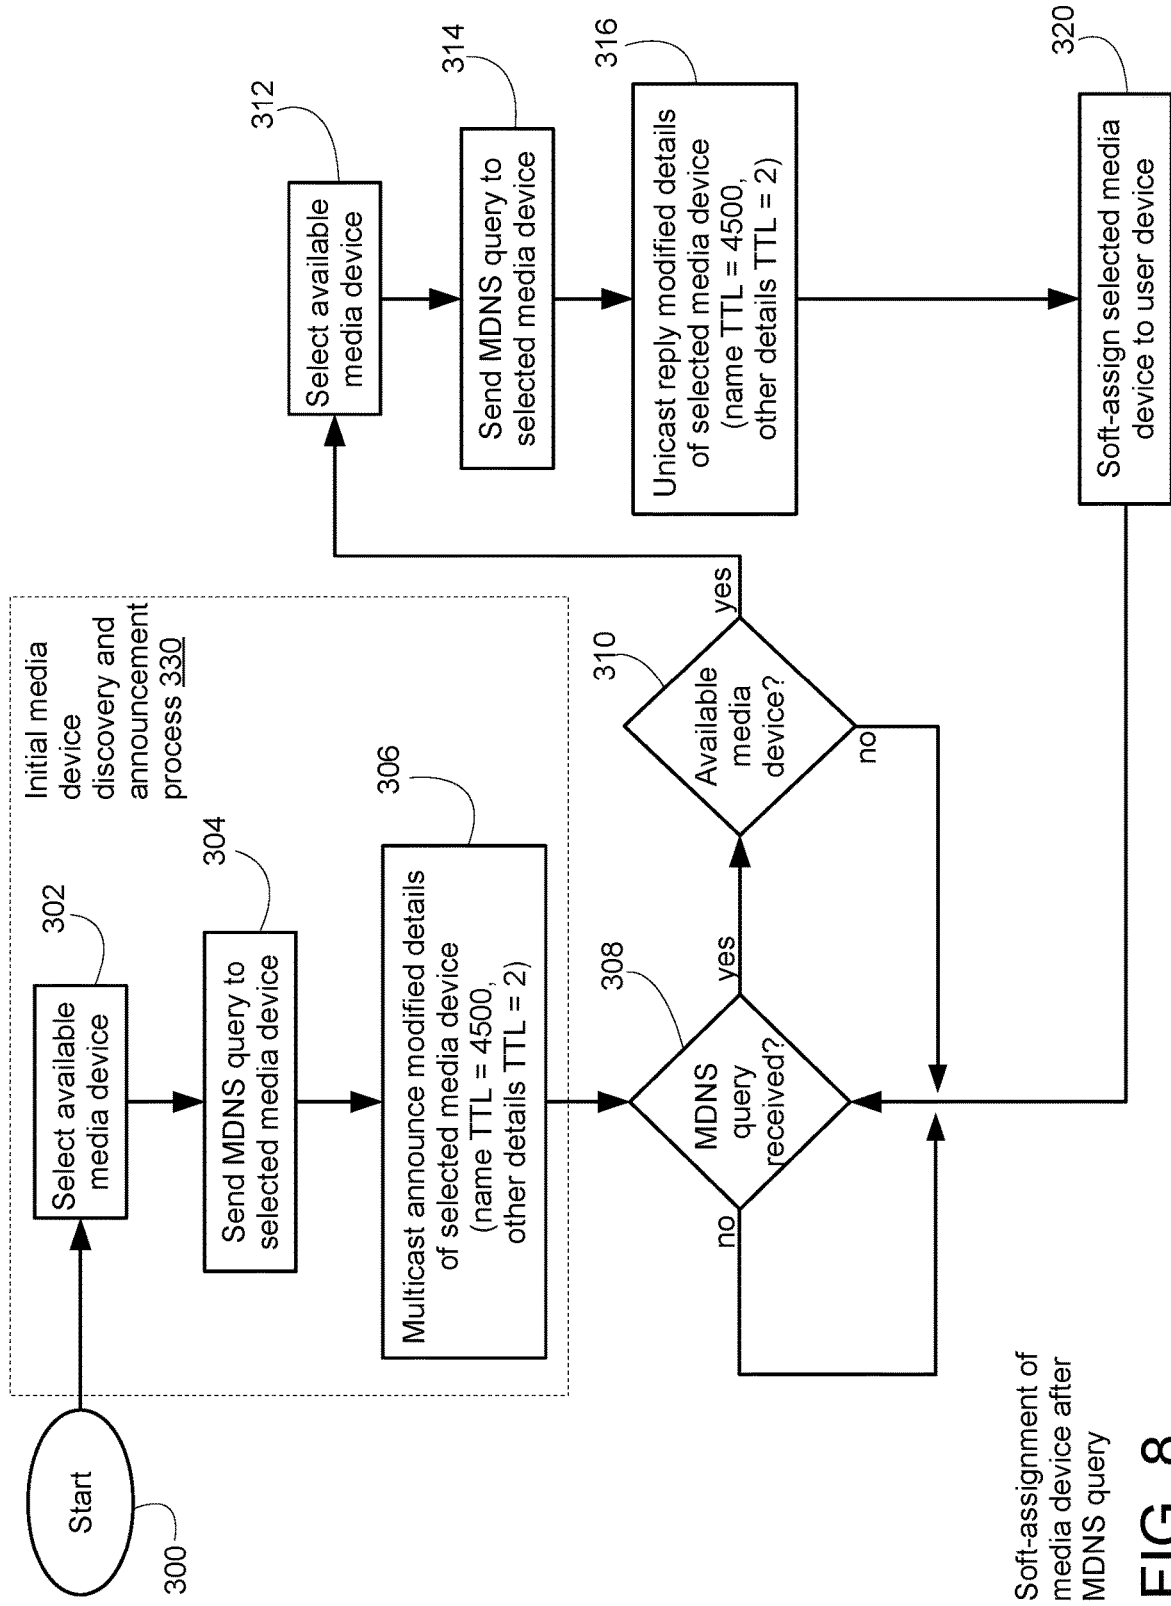 Start
300
Initial media
device
discovery and
announcement
process 330
Select available
media device
302
Send MDNS query to
selected media device
304
Multicast announce modified details
of selected media device
(name TTL = 4500,
other details TTL = 2)
306
MDNS
query
received?
308
no
yes
Available
media
device?
310
no
yes
Select available
media device
312
Send MDNS query to
selected media device
314
Unicast reply modified details
of selected media device
(name TTL = 4500,
other details TTL = 2)
316
Soft-assign selected media
device to user device
320
Soft-assignment of
media device after
MDNS query
FIG. 8